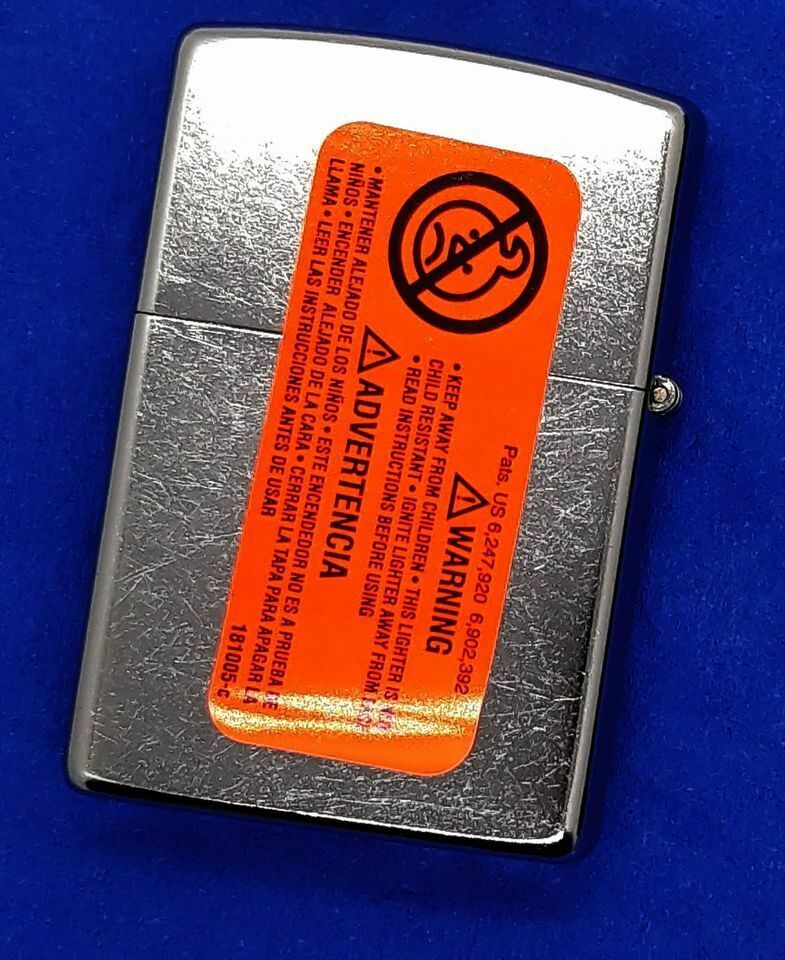 Pats. US 6,247,920 6,902,392
⚠ WARNING
• KEEP AWAY FROM CHILDREN • THIS LIGHTER IS
CHILD RESISTANT • IGNITE LIGHTER AWAY FROM
• READ INSTRUCTIONS BEFORE USING
⚠ ADVERTENCIA
• MANTENER ALEJADO DE LOS NIÑOS • ESTE ENCENDEDOR NO ES A PRUEBA DE
NIÑOS • ENCENDER ALEJADO DE LA CARA • CERRAR LA TAPA PARA APAGAR LA
LLAMA • LEER LAS INSTRUCCIONES ANTES DE USAR
181005-c